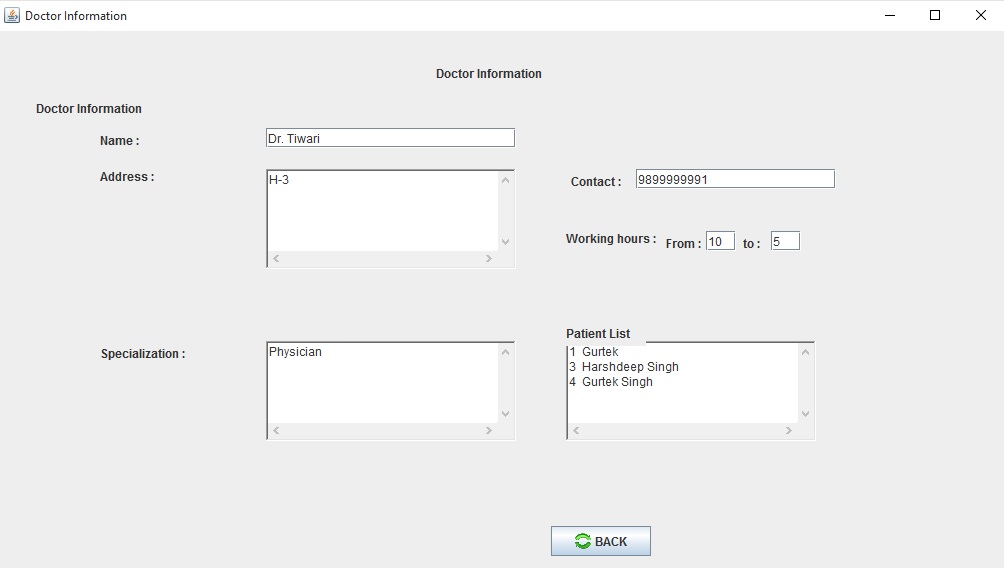 Doctor Information
Doctor Information
Doctor Information
Name :
Dr. Tiwari
Address :
H-3
Contact :
9899999991
Working hours :
From :
10
to :
5
Specialization :
Physician
Patient List
1 Gurtek
3 Harshdeep Singh
4 Gurtek Singh
BACK